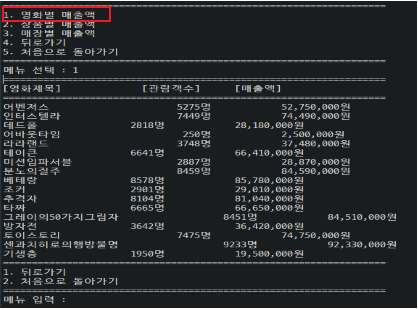 1. 영화별 매출액
2. 상품별 매출액
3. 매장별 매출액
4. 뒤로가기
5. 처음으로 돌아가기
메뉴 선택 : 1
[영화제목] [관람객수] [매출액]
어벤져스 5275명 52,750,000원
인터스텔라 7449명 74,490,000원
데드풀 2818명 28,180,000원
어바웃타임 250명 2,500,000원
라라랜드 3748명 37,480,000원
테이큰 6641명 66,410,000원
미션임파서블 2887명 28,870,000원
분노의질주 8459명 84,590,000원
베테랑 8578명 85,780,000원
조커 2901명 29,010,000원
추격자 8104명 81,040,000원
타짜 6665명 66,650,000원
그레이의50가지그림자 8451명 84,510,000원
방자전 3642명 36,420,000원
토이스토리 7475명 74,750,000원
센과치히로의행방불명 9233명 92,330,000원
기생충 1950명 19,500,000원
1. 뒤로가기
2. 처음으로 돌아가기
메뉴 입력 :